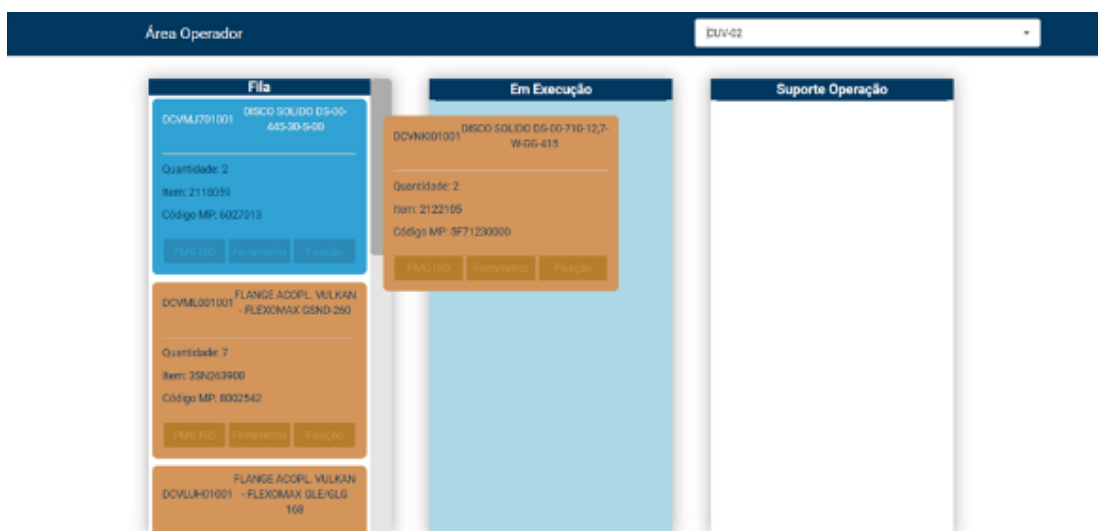 Área Operador
CUV-02
Fila
DCVMJ701001 DISCO SOLIDO DS-00-
445-30-S-00
Quantidade: 2
Item: 2118059
Código MP: 6027013
PMG ISO Ferramenta Fixação
DCVML001001 FLANGE ACOPL. VULKAN
- FLEXOMAX GSND-260
Quantidade: 7
Item: 3SN263900
Código MP: 8002542
PMG ISO Ferramenta Fixação
FLANGE ACOPL. VULKAN
DCVLUH01001 - FLEXOMAX GLE/GLG
168
Em Execução
DCVNK001001 DISCO SOLIDO DS-00-710-12,7-
W-GG-415
Quantidade: 2
Item: 2122105
Código MP: 5F71230000
PMG ISO Ferramenta Fixação
Suporte Operação